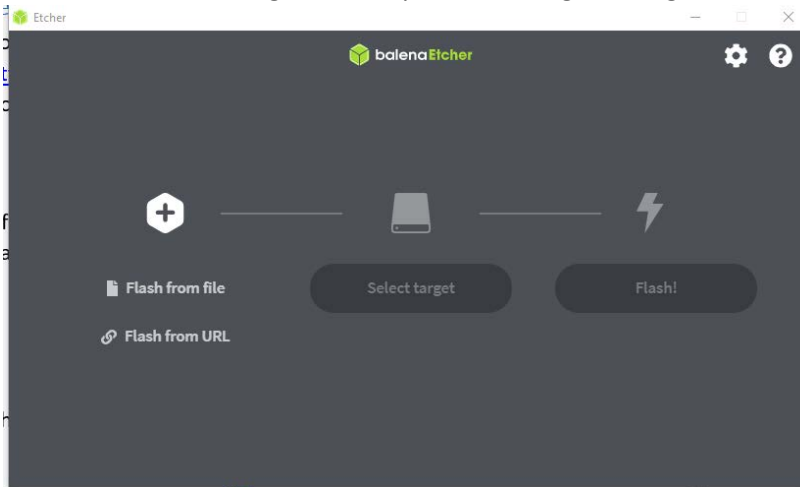 Etcher
balenaEtcher
Flash from file
Select target
Flash!
Flash from URL